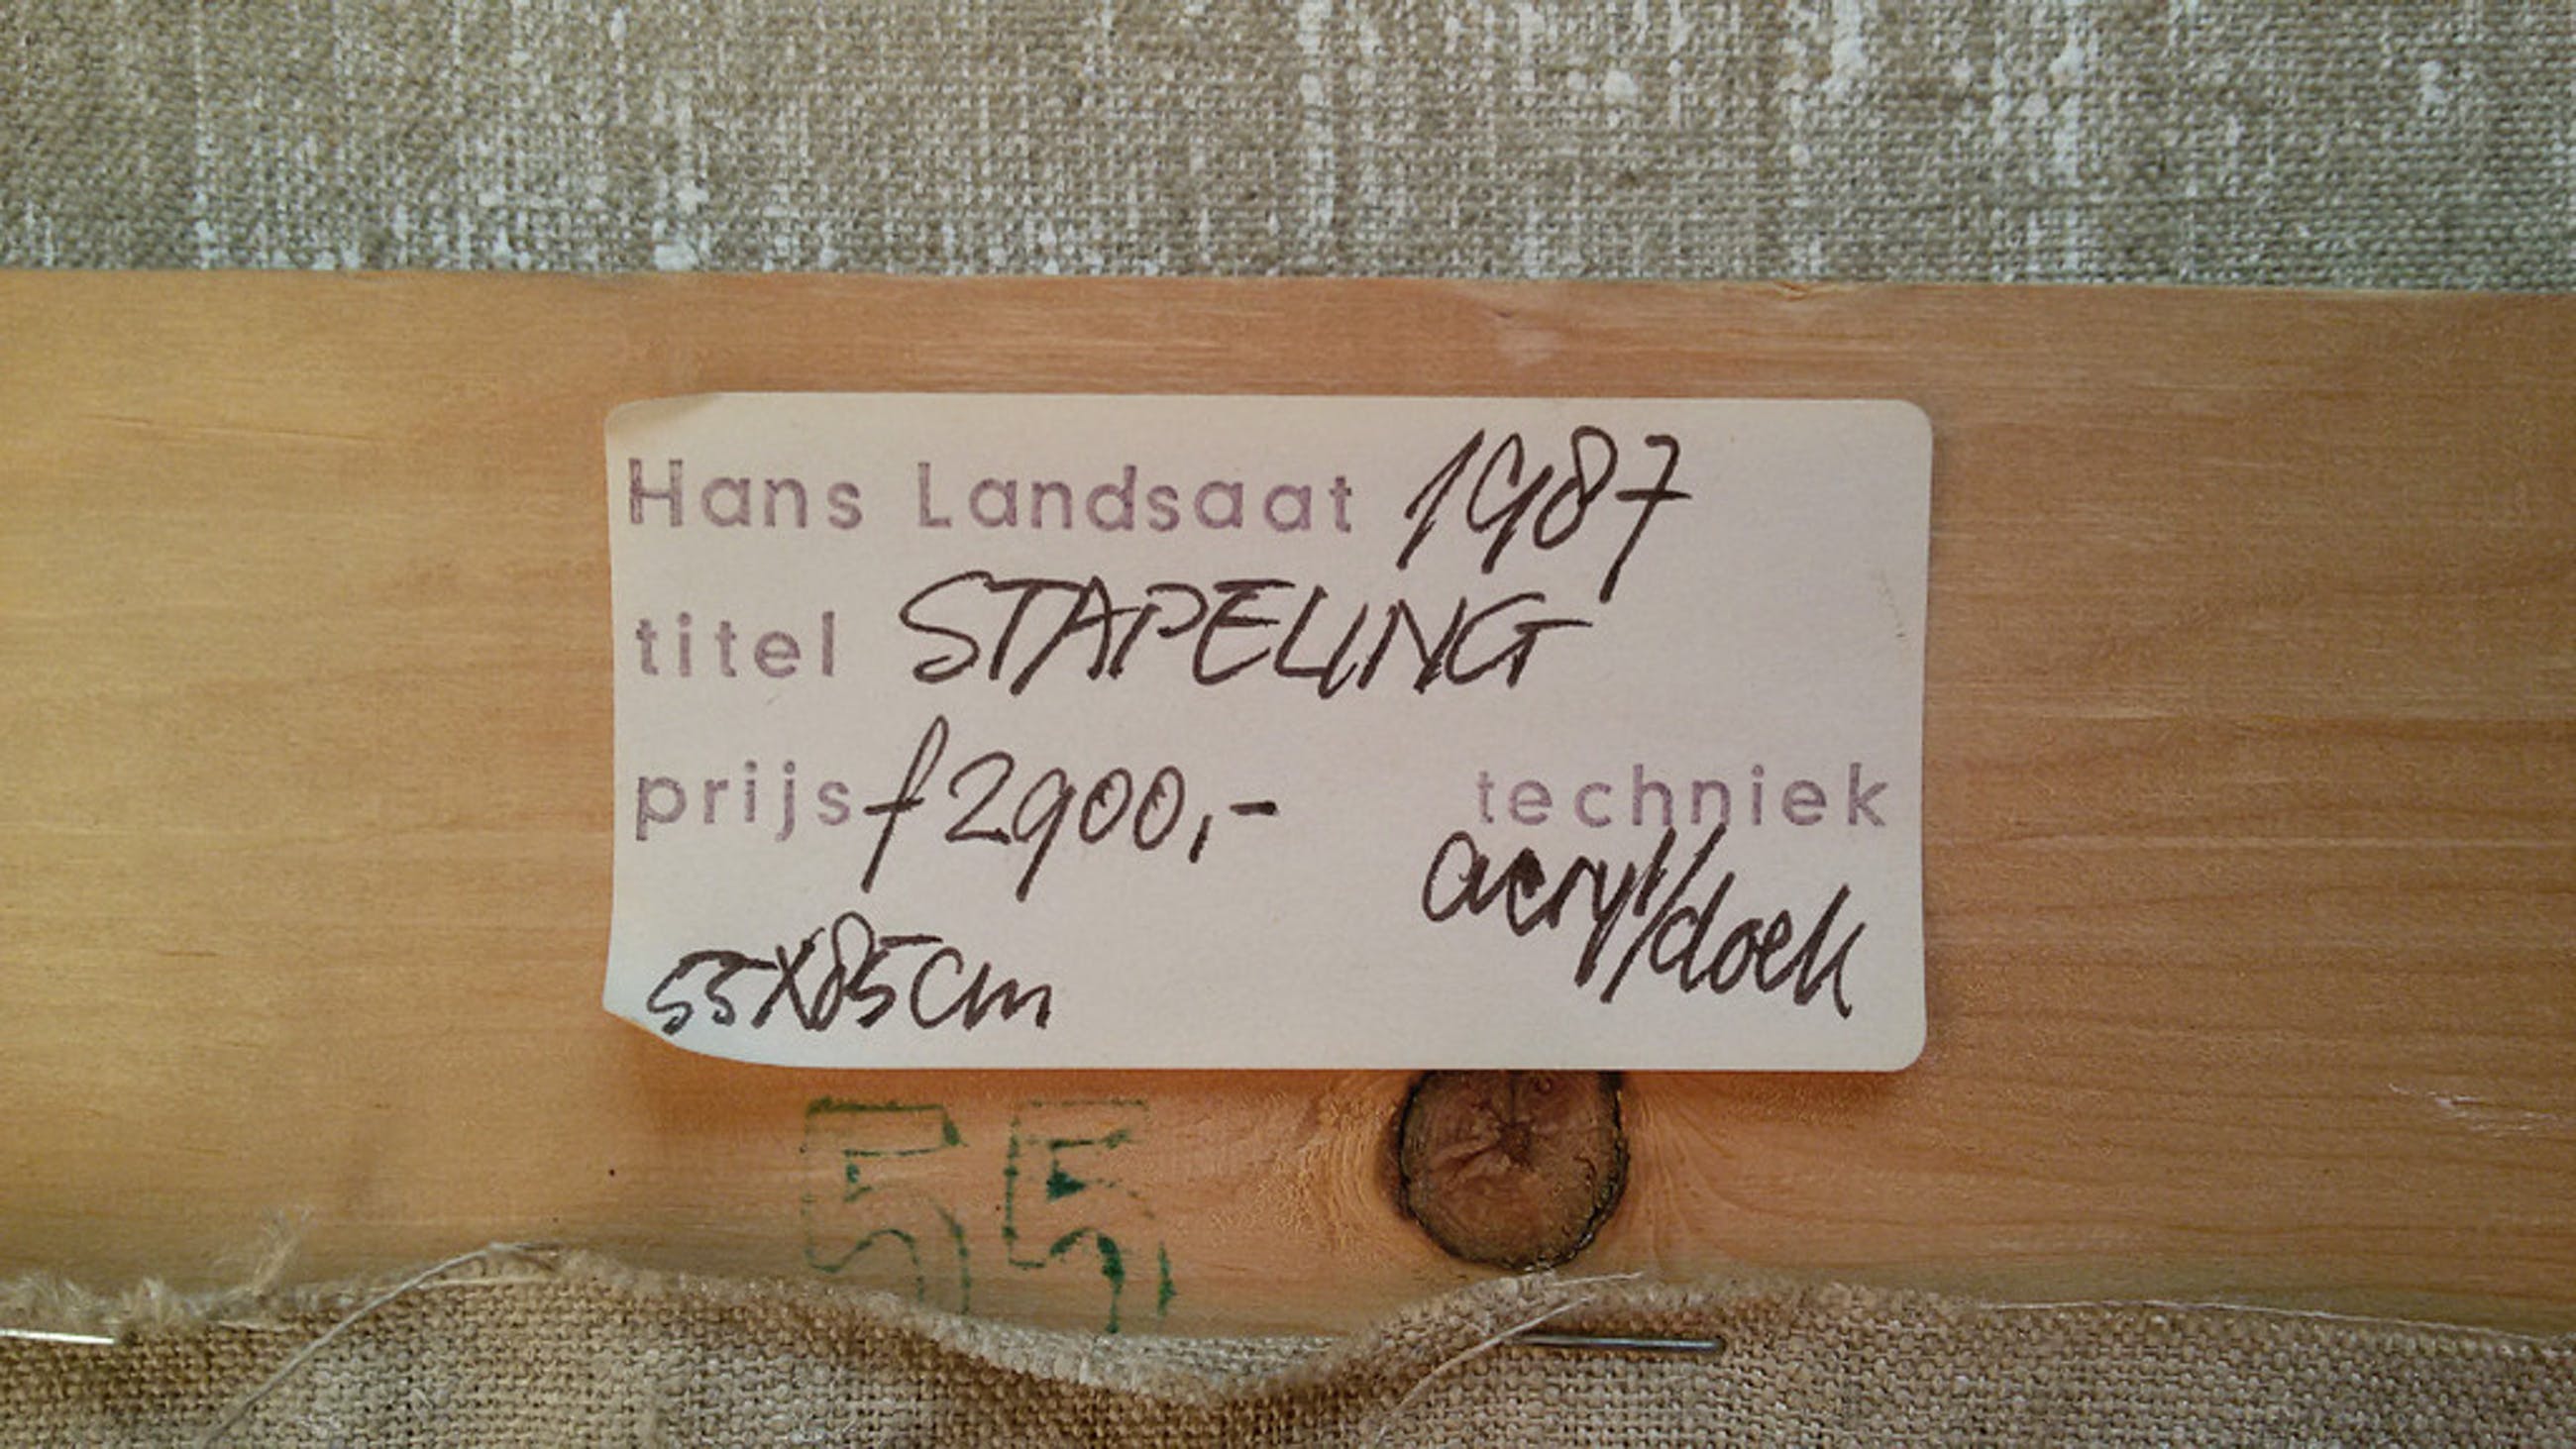 Hans Landsaat 1987
titel STAPELING
prijs f 2900,- techniek
acryl/doek
55X85cm
55